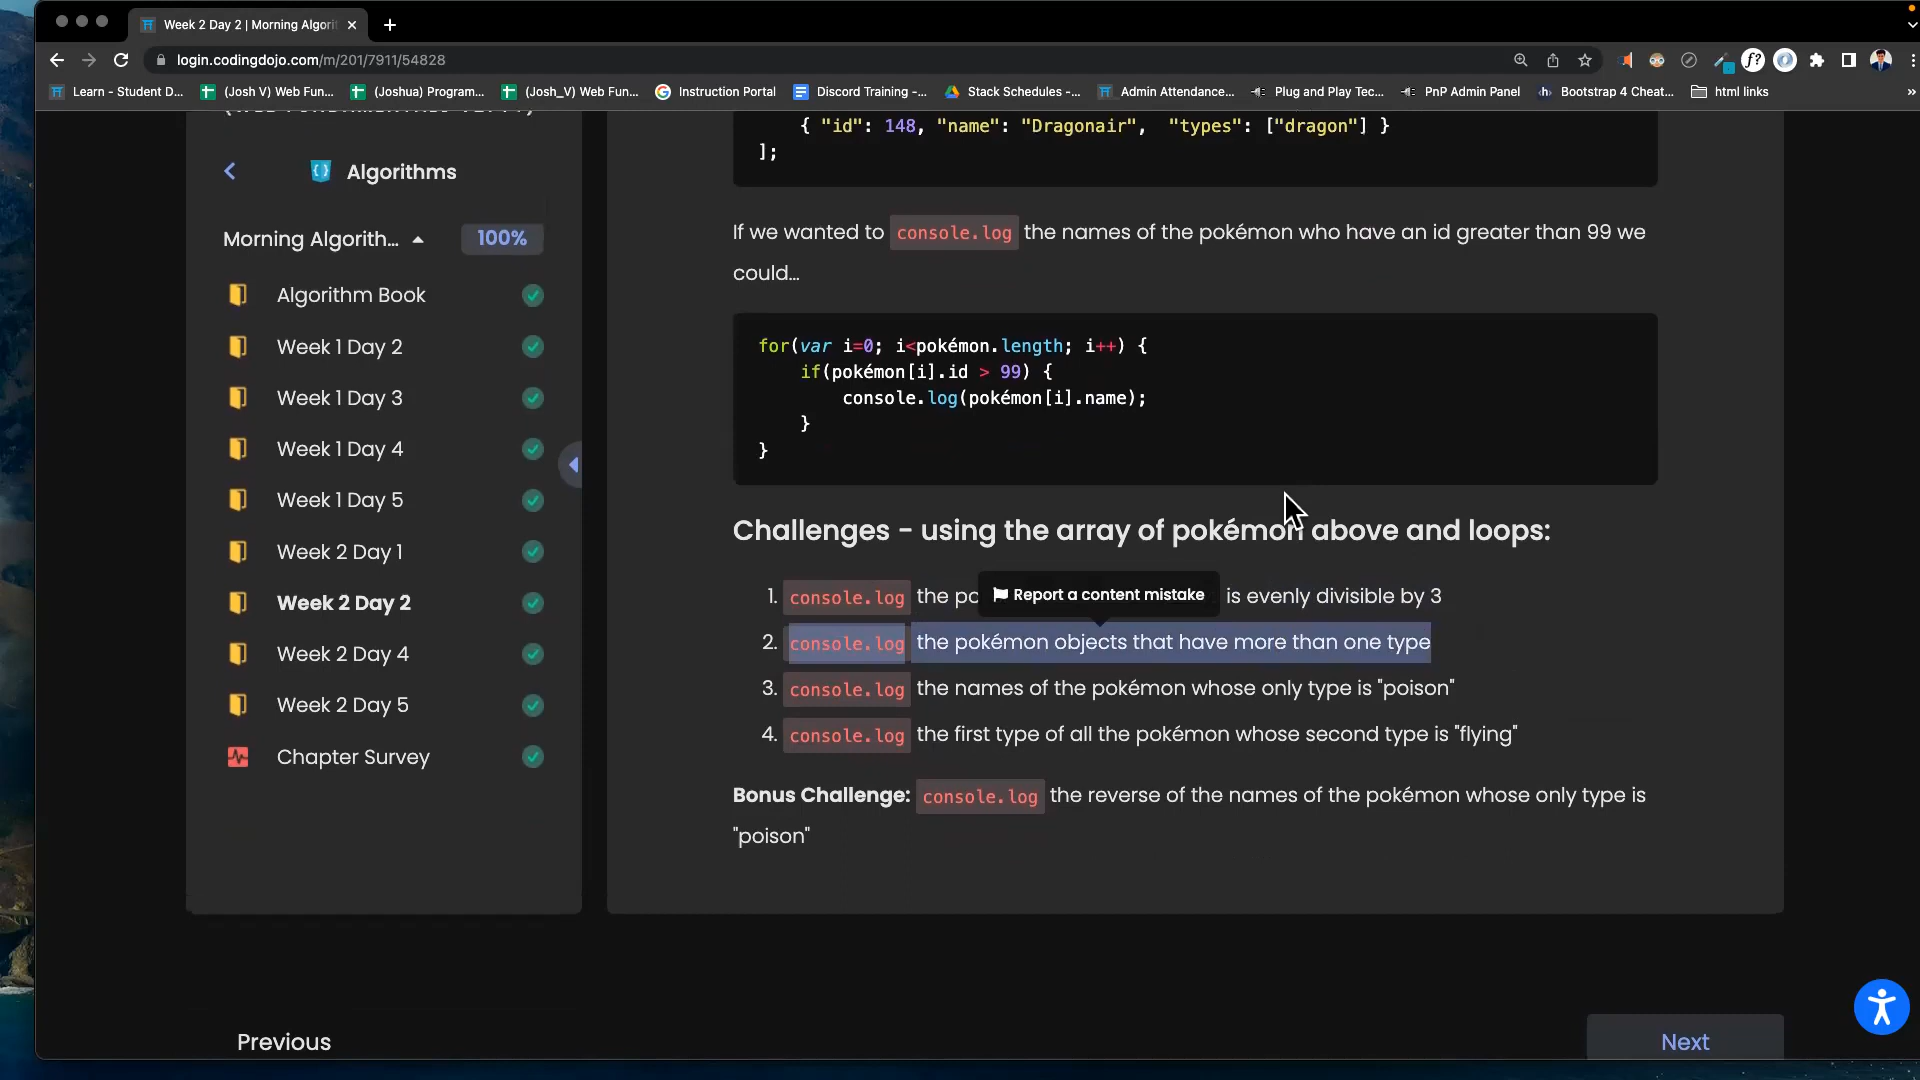 Week 2 Day 2 | Morning Algori
login.codingdojo.com/m/201/7911/54828
Learn - Student D... (Josh V) Web Fun... (Joshua) Program... (Josh_V) Web Fun... Instruction Portal Discord Training -... Stack Schedules -... Admin Attendance... Plug and Play Tec... PnP Admin Panel Bootstrap 4 Cheat... html links »
Algorithms
Morning Algorith... 100%
Algorithm Book
Week 1 Day 2
Week 1 Day 3
Week 1 Day 4
Week 1 Day 5
Week 2 Day 1
Week 2 Day 2
Week 2 Day 4
Week 2 Day 5
Chapter Survey
{ "id": 148, "name": "Dragonair", "types": ["dragon"] }
];
If we wanted to console.log the names of the pokémon who have an id greater than 99 we
could...
for(var i=0; i<pokémon.length; i++) {
if(pokémon[i].id > 99) {
console.log(pokémon[i].name);
}
}
Challenges - using the array of pokémon above and loops:
Report a content mistake
1. console.log the po is evenly divisible by 3
2. console.log the pokémon objects that have more than one type
3. console.log the names of the pokémon whose only type is "poison"
4. console.log the first type of all the pokémon whose second type is "flying"
Bonus Challenge: console.log the reverse of the names of the pokémon whose only type is
"poison"
Previous
Next